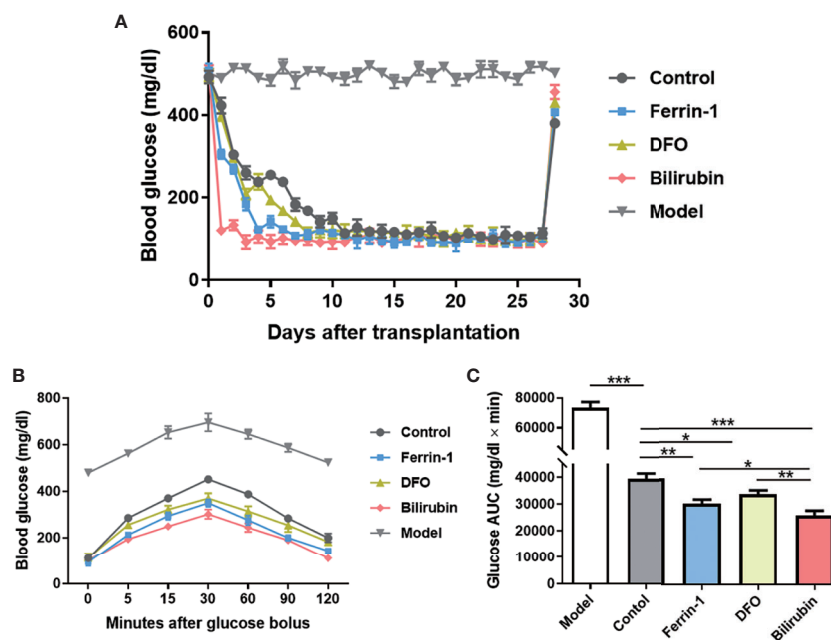 A
600
400
200
0
Blood glucose (mg/dl)
0 5 10 15 20 25 30
Days after transplantation
Control
Ferrin-1
DFO
Bilirubin
Model
B
800
600
400
200
0
Blood glucose (mg/dl)
0 5 15 30 60 90 120
Minutes after glucose bolus
Control
Ferrin-1
DFO
Bilirubin
Model
C
80000
60000
40000
30000
20000
10000
0
Glucose AUC (mg/dl × min)
***
***
*
** *
**
Model Contol Ferrin-1 DFO Bilirubin